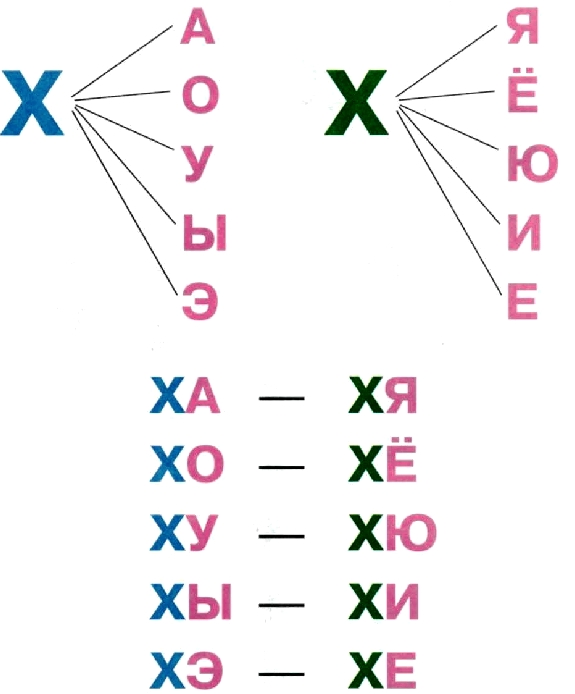 А Я
Х О Х Ё
У Ю
Ы И
Э Е
ХА — ХЯ
ХО — ХЁ
ХУ — ХЮ
ХЫ — ХИ
ХЭ — ХЕ